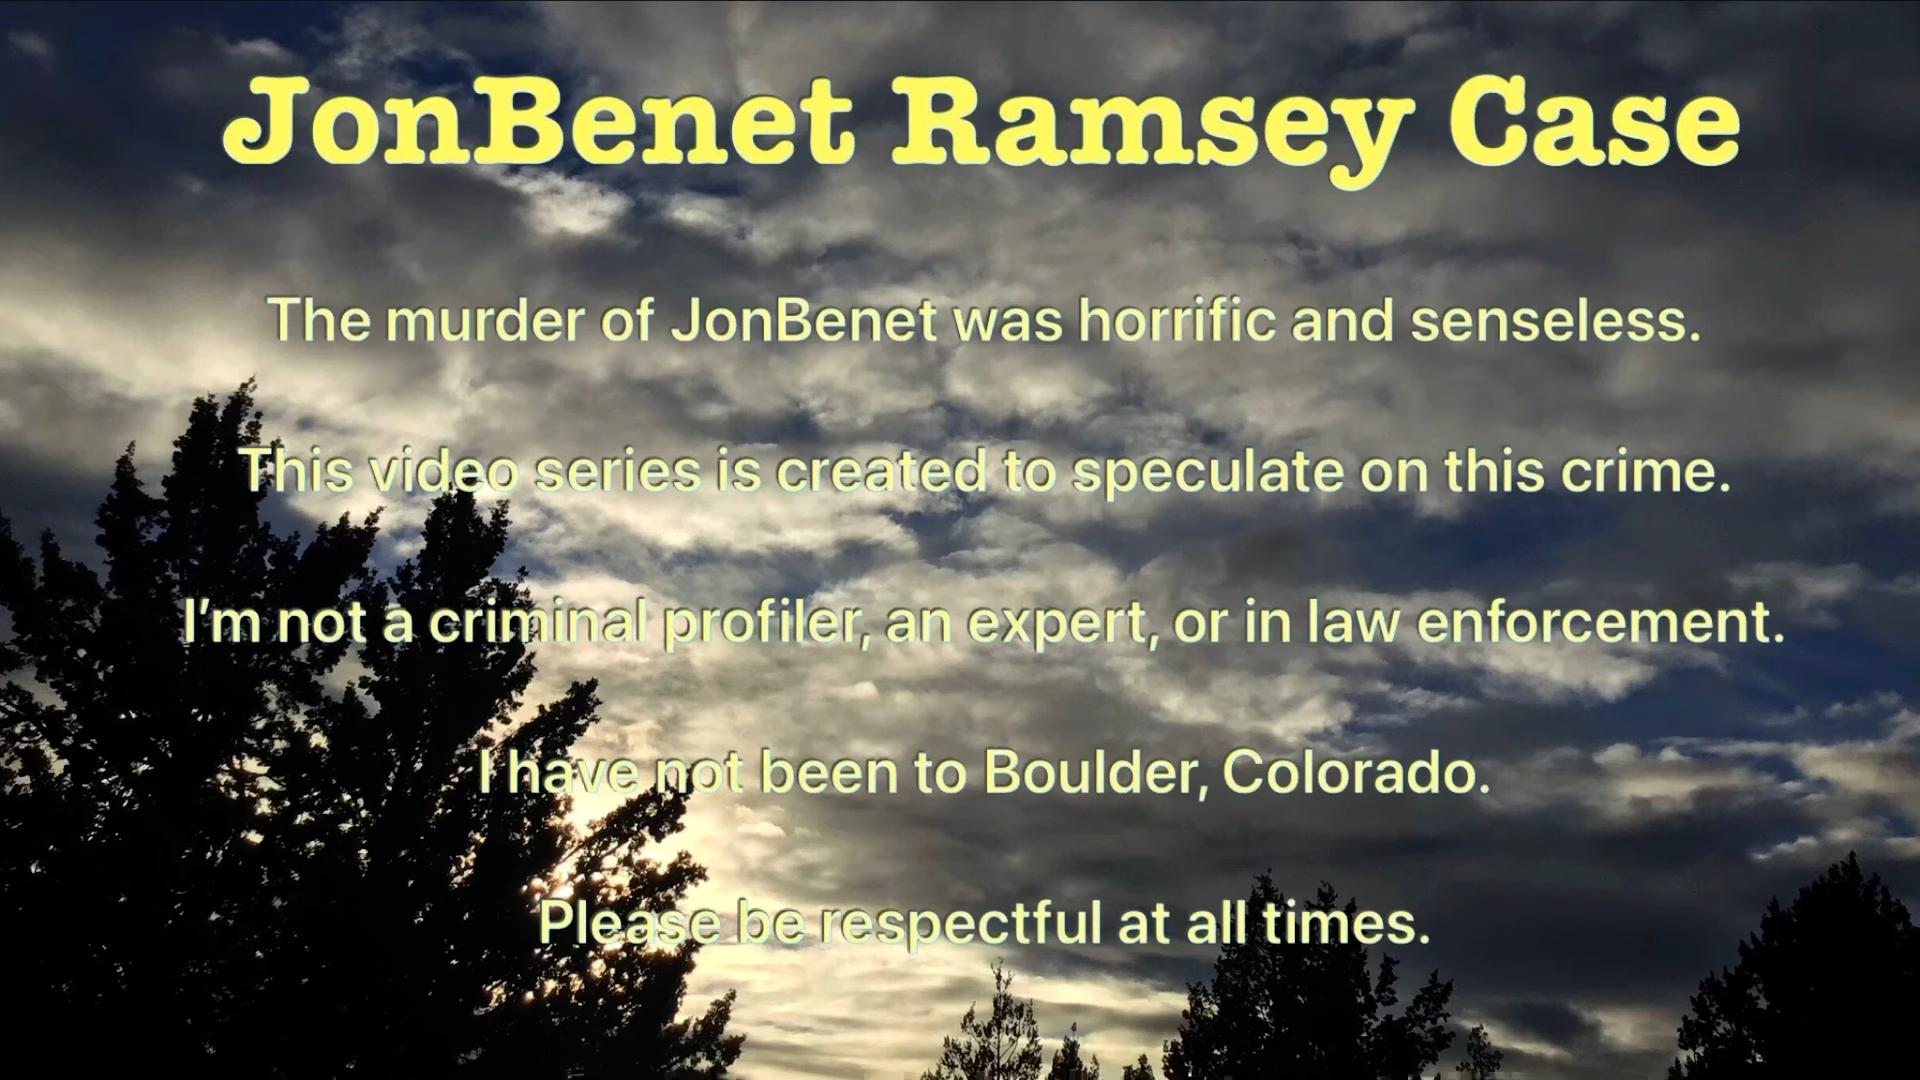 JonBenet Ramsey Case
The murder of JonBenet was horrific and senseless.
This video series is created to speculate on this crime.
I'm not a criminal profiler, an expert, or in law enforcement.
I have not been to Boulder, Colorado.
Please be respectful at all times.